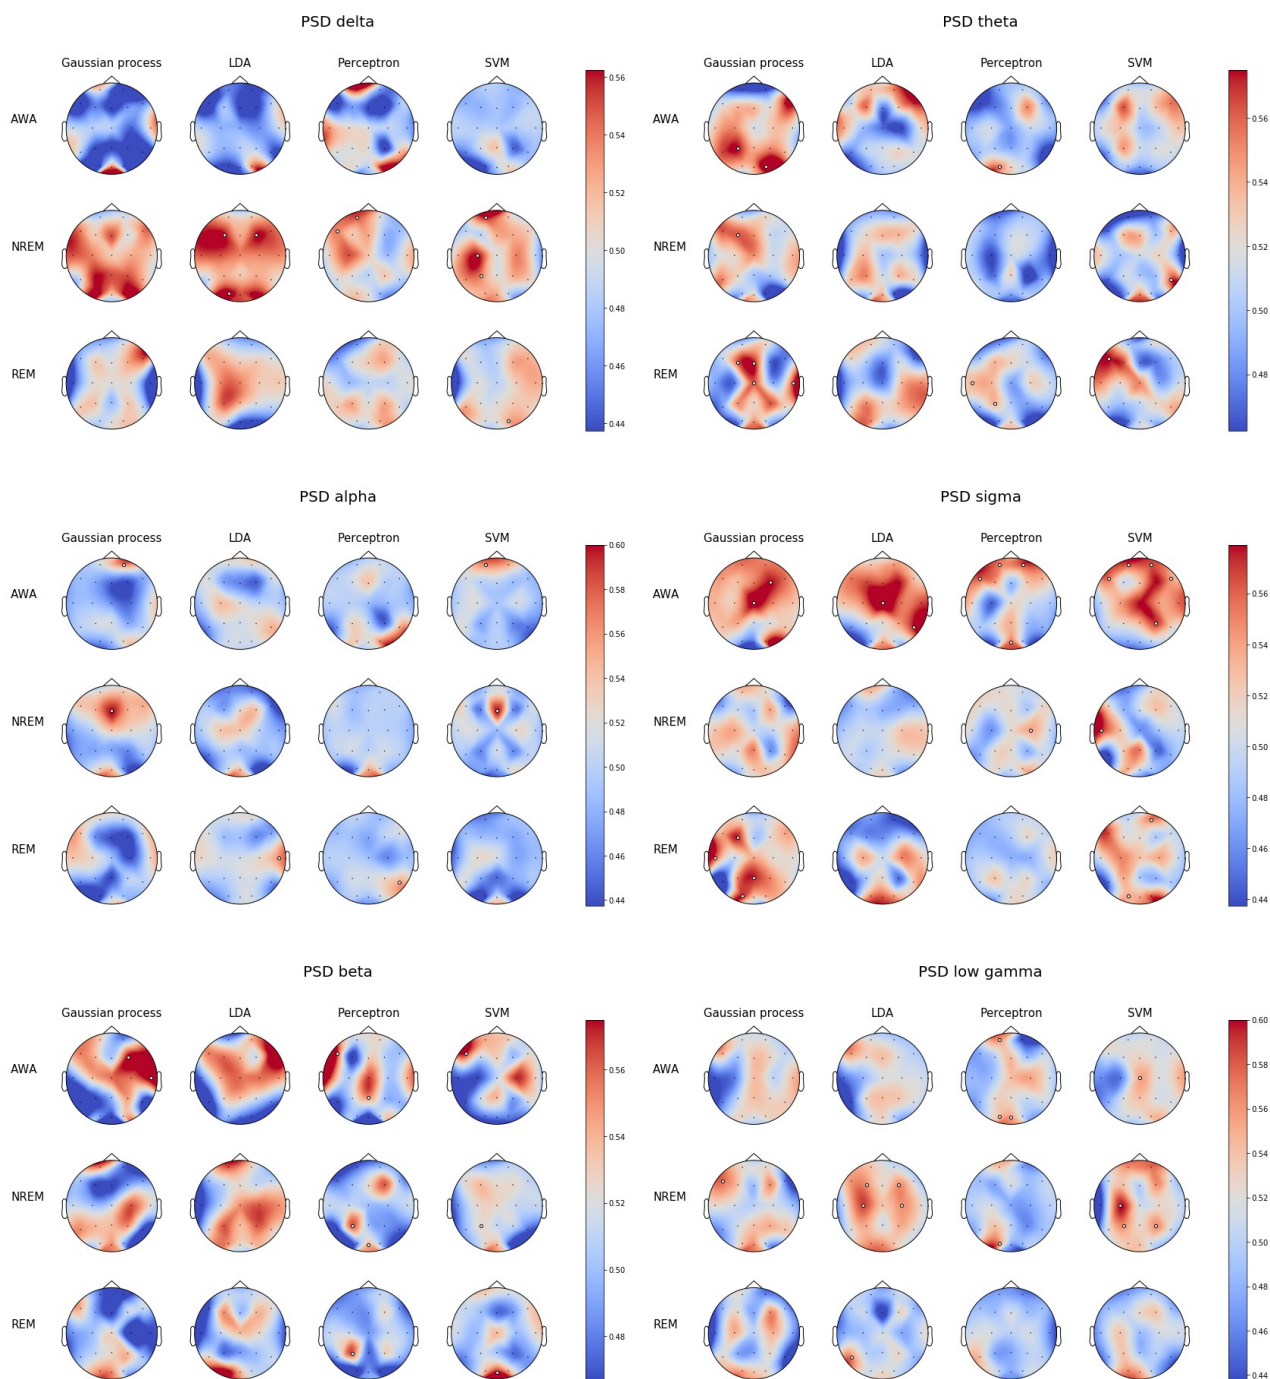 PSD delta
Gaussian process LDA Perceptron SVM
AWA
NREM
REM
0.56
0.54
0.52
0.50
0.48
0.46
0.44
PSD theta
Gaussian process LDA Perceptron SVM
AWA
NREM
REM
0.56
0.54
0.52
0.50
0.48
PSD alpha
Gaussian process LDA Perceptron SVM
AWA
NREM
REM
0.60
0.58
0.56
0.54
0.52
0.50
0.48
0.46
0.44
PSD sigma
Gaussian process LDA Perceptron SVM
AWA
NREM
REM
0.56
0.54
0.52
0.50
0.48
0.46
0.44
PSD beta
Gaussian process LDA Perceptron SVM
AWA
NREM
REM
0.56
0.54
0.52
0.50
0.48
PSD low gamma
Gaussian process LDA Perceptron SVM
AWA
NREM
REM
0.60
0.58
0.56
0.54
0.52
0.50
0.48
0.46
0.44